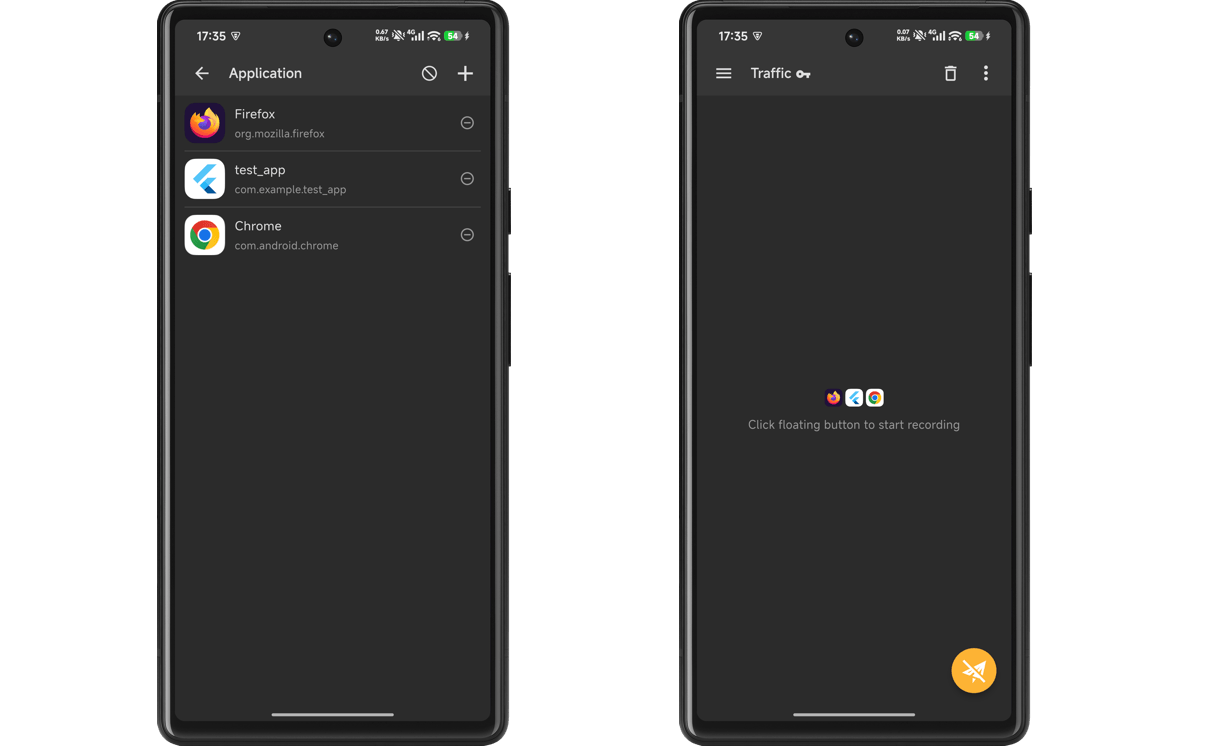 17:35
0.67
KB/s
4G
54
Application
Firefox
org.mozilla.firefox
test_app
com.example.test_app
Chrome
com.android.chrome
17:35
0.07
KB/s
4G
54
Traffic
Click floating button to start recording